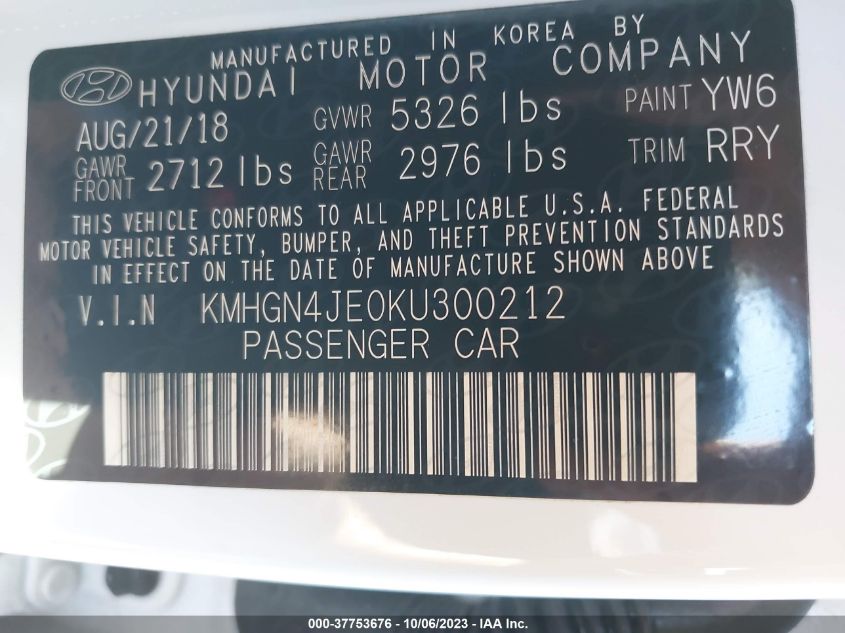 MANUFACTURED IN KOREA BY
HYUNDAI MOTOR COMPANY
AUG/21/18 GVWR 5326 lbs PAINT YW6
GAWR FRONT 2712 lbs GAWR REAR 2976 lbs TRIM RRY
THIS VEHICLE CONFORMS TO ALL APPLICABLE U.S.A. FEDERAL
MOTOR VEHICLE SAFETY, BUMPER, AND THEFT PREVENTION STANDARDS
IN EFFECT ON THE DATE OF MANUFACTURE SHOWN ABOVE
V.I.N KMHGN4JE0KU300212
PASSENGER CAR
000-37753676 - 10/06/2023 - IAA Inc.